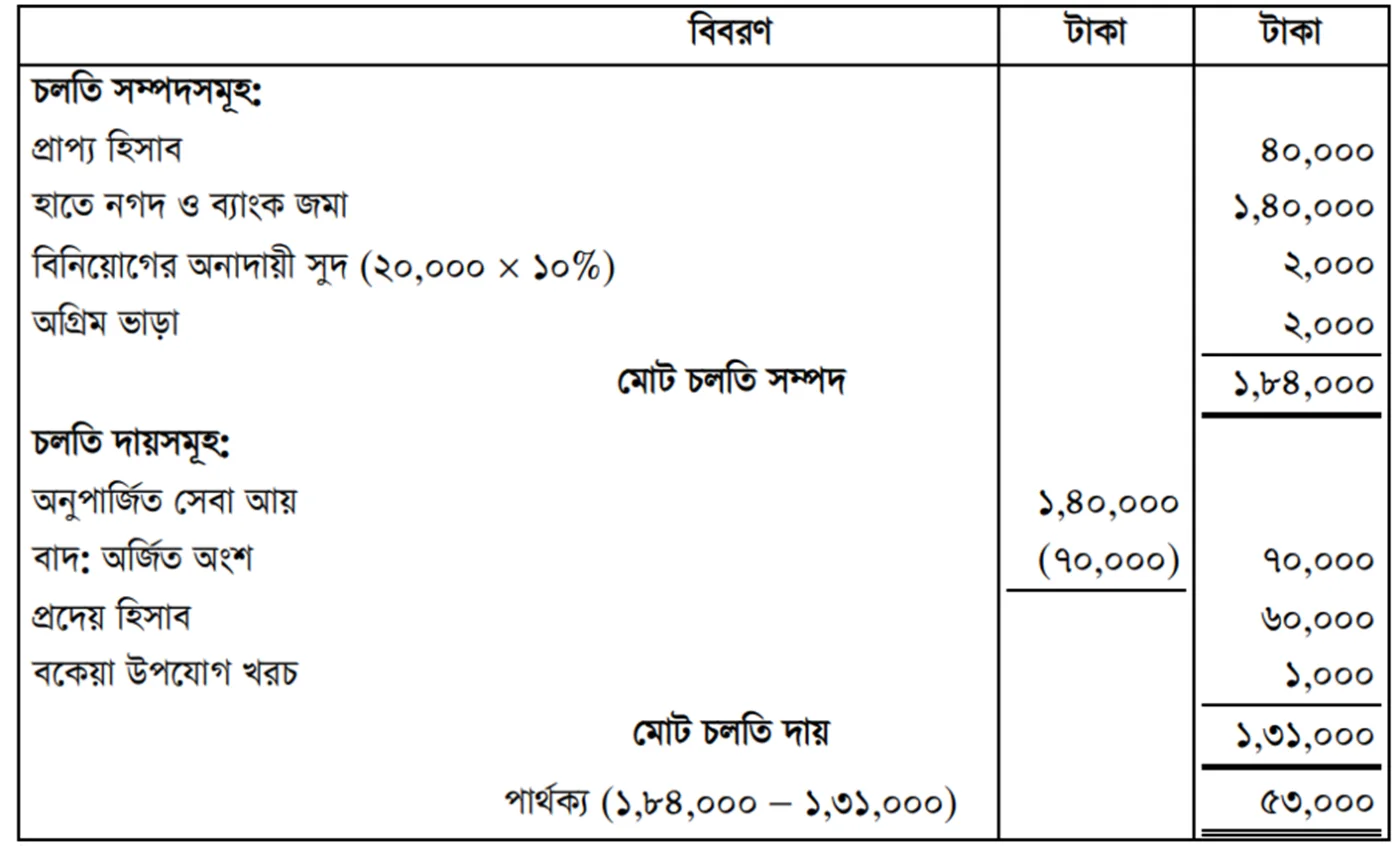 বিবরণ টাকা টাকা
চলতি সম্পদসমূহ:
প্রাপ্য হিসাব ৪০,০০০
হাতে নগদ ও ব্যাংক জমা ১,৪০,০০০
বিনিয়োগের অনাদায়ী সুদ (২০,০০০ × ১০%) ২,০০০
অগ্রিম ভাড়া ২,০০০
মোট চলতি সম্পদ ১,৮৪,০০০
চলতি দায়সমূহ:
অনুপার্জিত সেবা আয় ১,৪০,০০০
বাদ: অর্জিত অংশ (৭০,০০০) ৭০,০০০
প্রদেয় হিসাব ৬০,০০০
বকেয়া উপযোগ খরচ ১,০০০
মোট চলতি দায় ১,৩১,০০০
পার্থক্য (১,৮৪,০০০ – ১,৩১,০০০) ৫৩,০০০